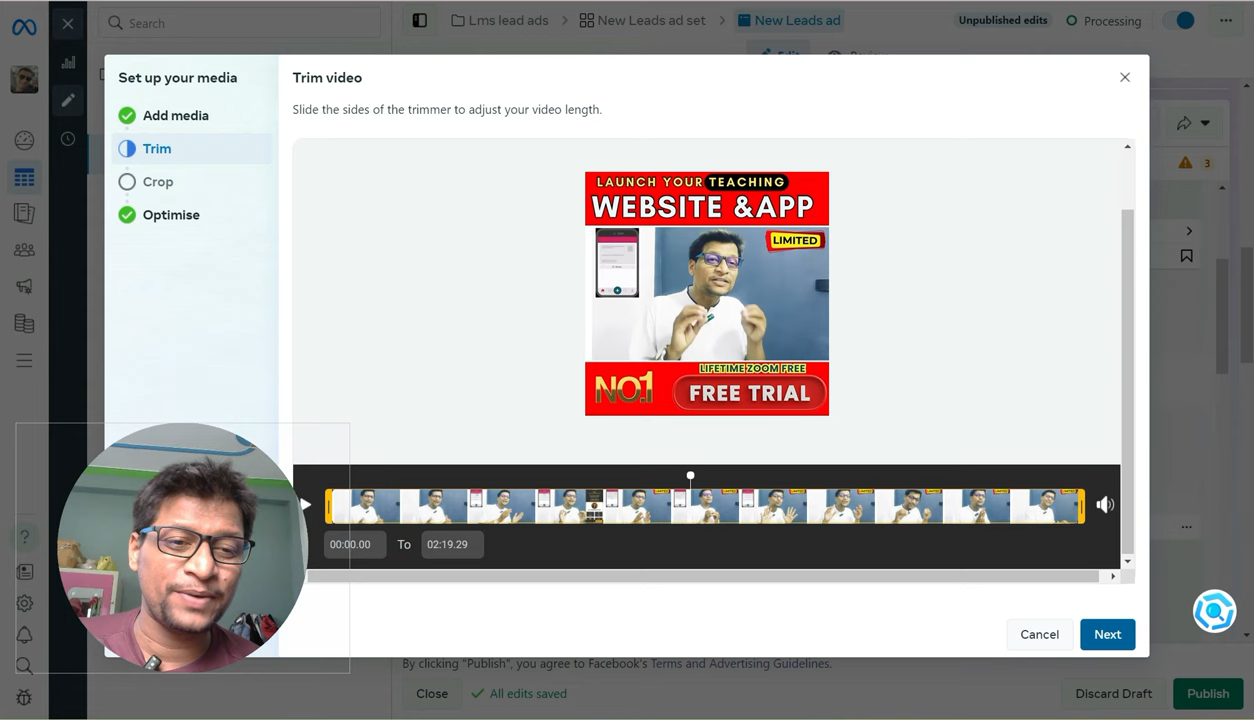 Search
Lms lead ads
New Leads ad set
New Leads ad
Unpublished edits
Processing
Edit
Set up your media
Add media
Trim
Crop
Optimise
Trim video
Slide the sides of the trimmer to adjust your video length.
LAUNCH YOUR TEACHING
WEBSITE &APP
LIMITED
NO.1
LIFETIME ZOOM FREE
FREE TRIAL
3
00:00.00 To 02:19.29
Cancel
Next
By clicking "Publish", you agree to Facebook's Terms and Advertising Guidelines.
Close
All edits saved
Discard Draft
Publish